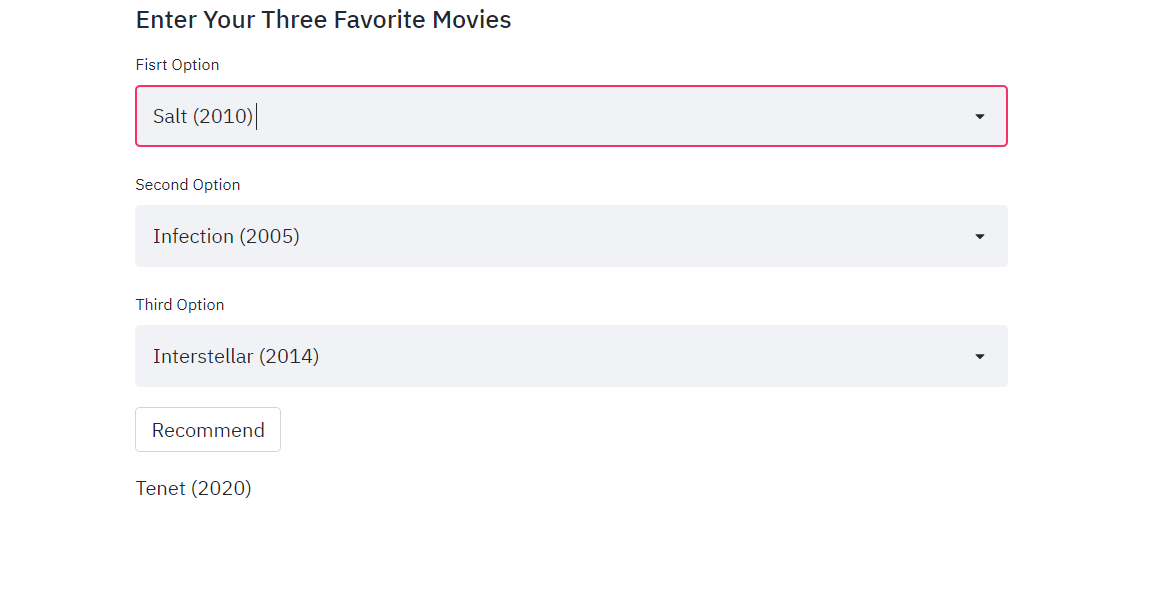 Enter Your Three Favorite Movies
Fisrt Option
Salt (2010)
Second Option
Infection (2005)
Third Option
Interstellar (2014)
Recommend
Tenet (2020)